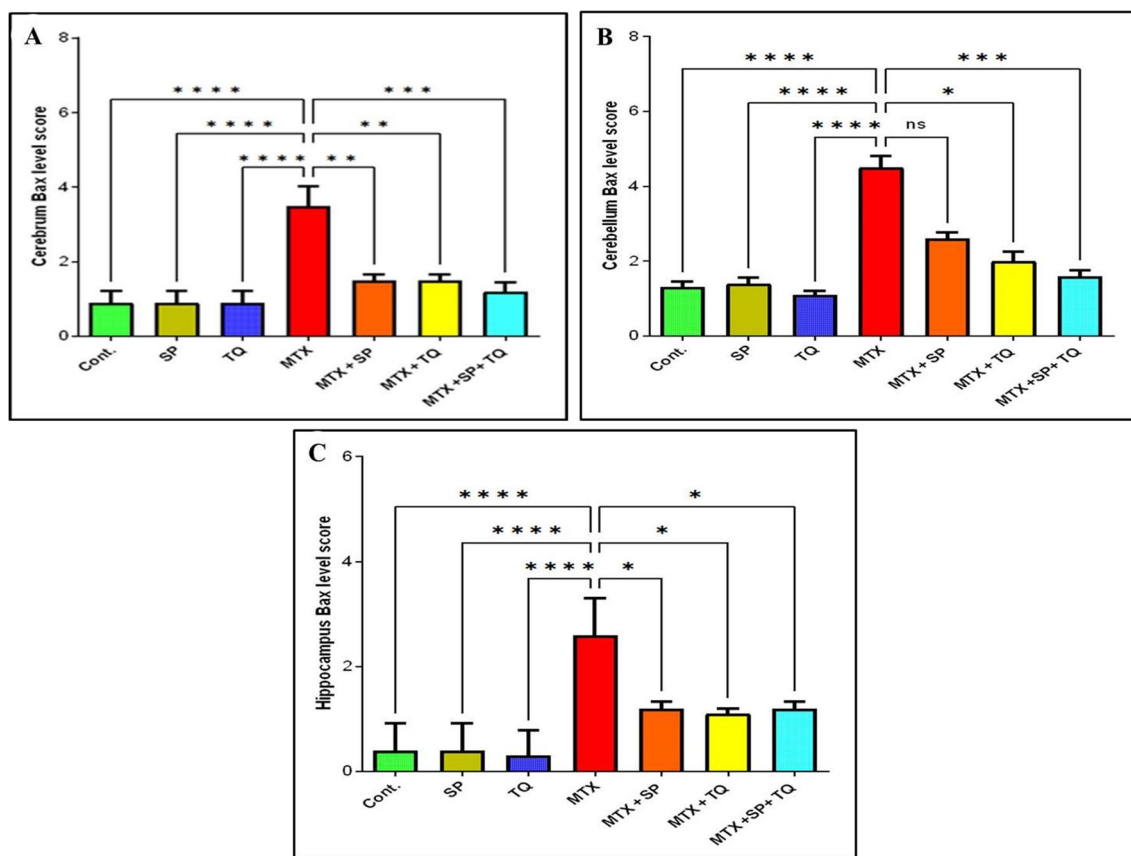 A
Cerebrum Bax level score
8
6
4
2
0
* * * *
* * *
* * * *
* *
* * * *
* *
Cont.
SP
TQ
MTX
MTX + SP
MTX + TQ
MTX +SP+ TQ
B
Cerebellum Bax level score
8
6
4
2
0
* * * *
* * *
* * * *
*
* * * *
ns
Cont.
SP
TQ
MTX
MTX + SP
MTX + TQ
MTX +SP+ TQ
C
Hippocampus Bax level score
6
4
2
0
* * * *
*
* * * *
*
* * * *
*
Cont.
SP
TQ
MTX
MTX + SP
MTX + TQ
MTX +SP+ TQ